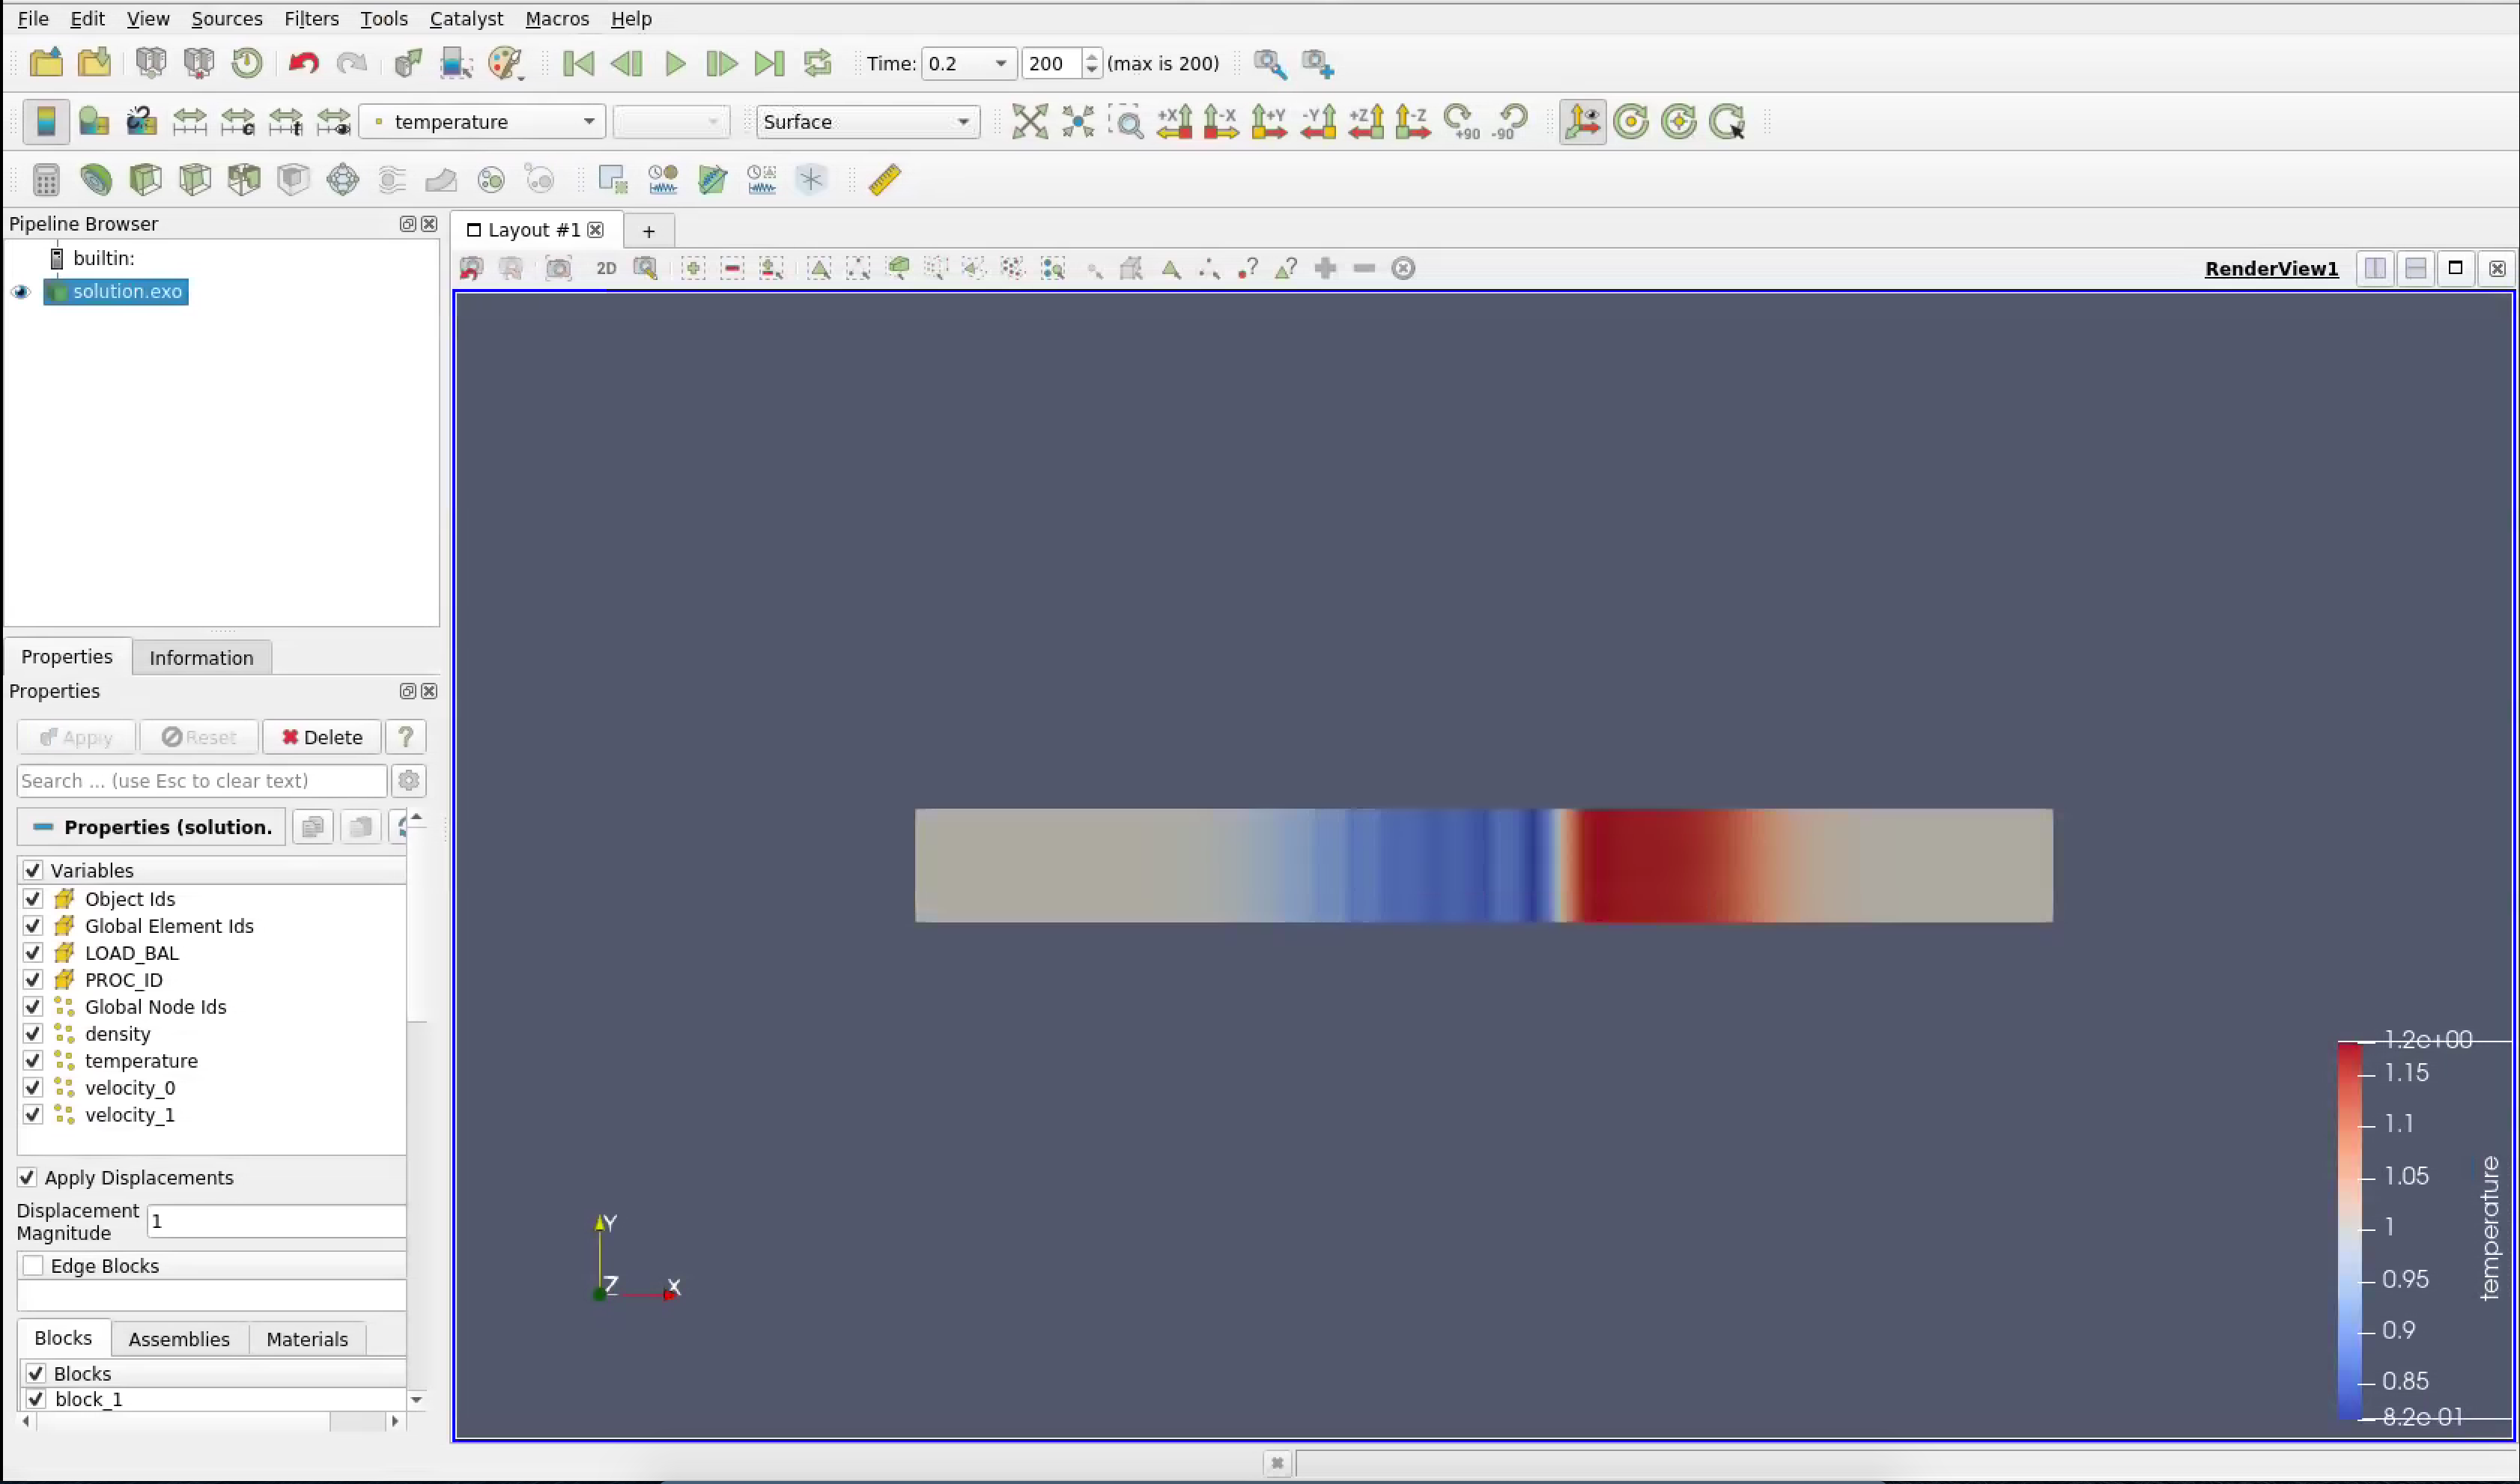 File Edit View Sources Filters Tools Catalyst Macros Help
Time: 0.2 200 (max is 200)
temperature Surface +X -X +Y -Y +Z -Z +90 -90
Pipeline Browser
builtin:
solution.exo
Layout #1 +
2D RenderView1
Properties Information
Properties
Apply Reset Delete ?
Search ... (use Esc to clear text)
Properties (solution.
Variables
Object Ids
Global Element Ids
LOAD_BAL
PROC_ID
Global Node Ids
density
temperature
velocity_0
velocity_1
Apply Displacements
Displacement
Magnitude 1
Edge Blocks
Blocks Assemblies Materials
Blocks
block_1
Y
Z X
1.2e+00
1.15
1.1
1.05
1
0.95
0.9
0.85
8.2e-01
temperature